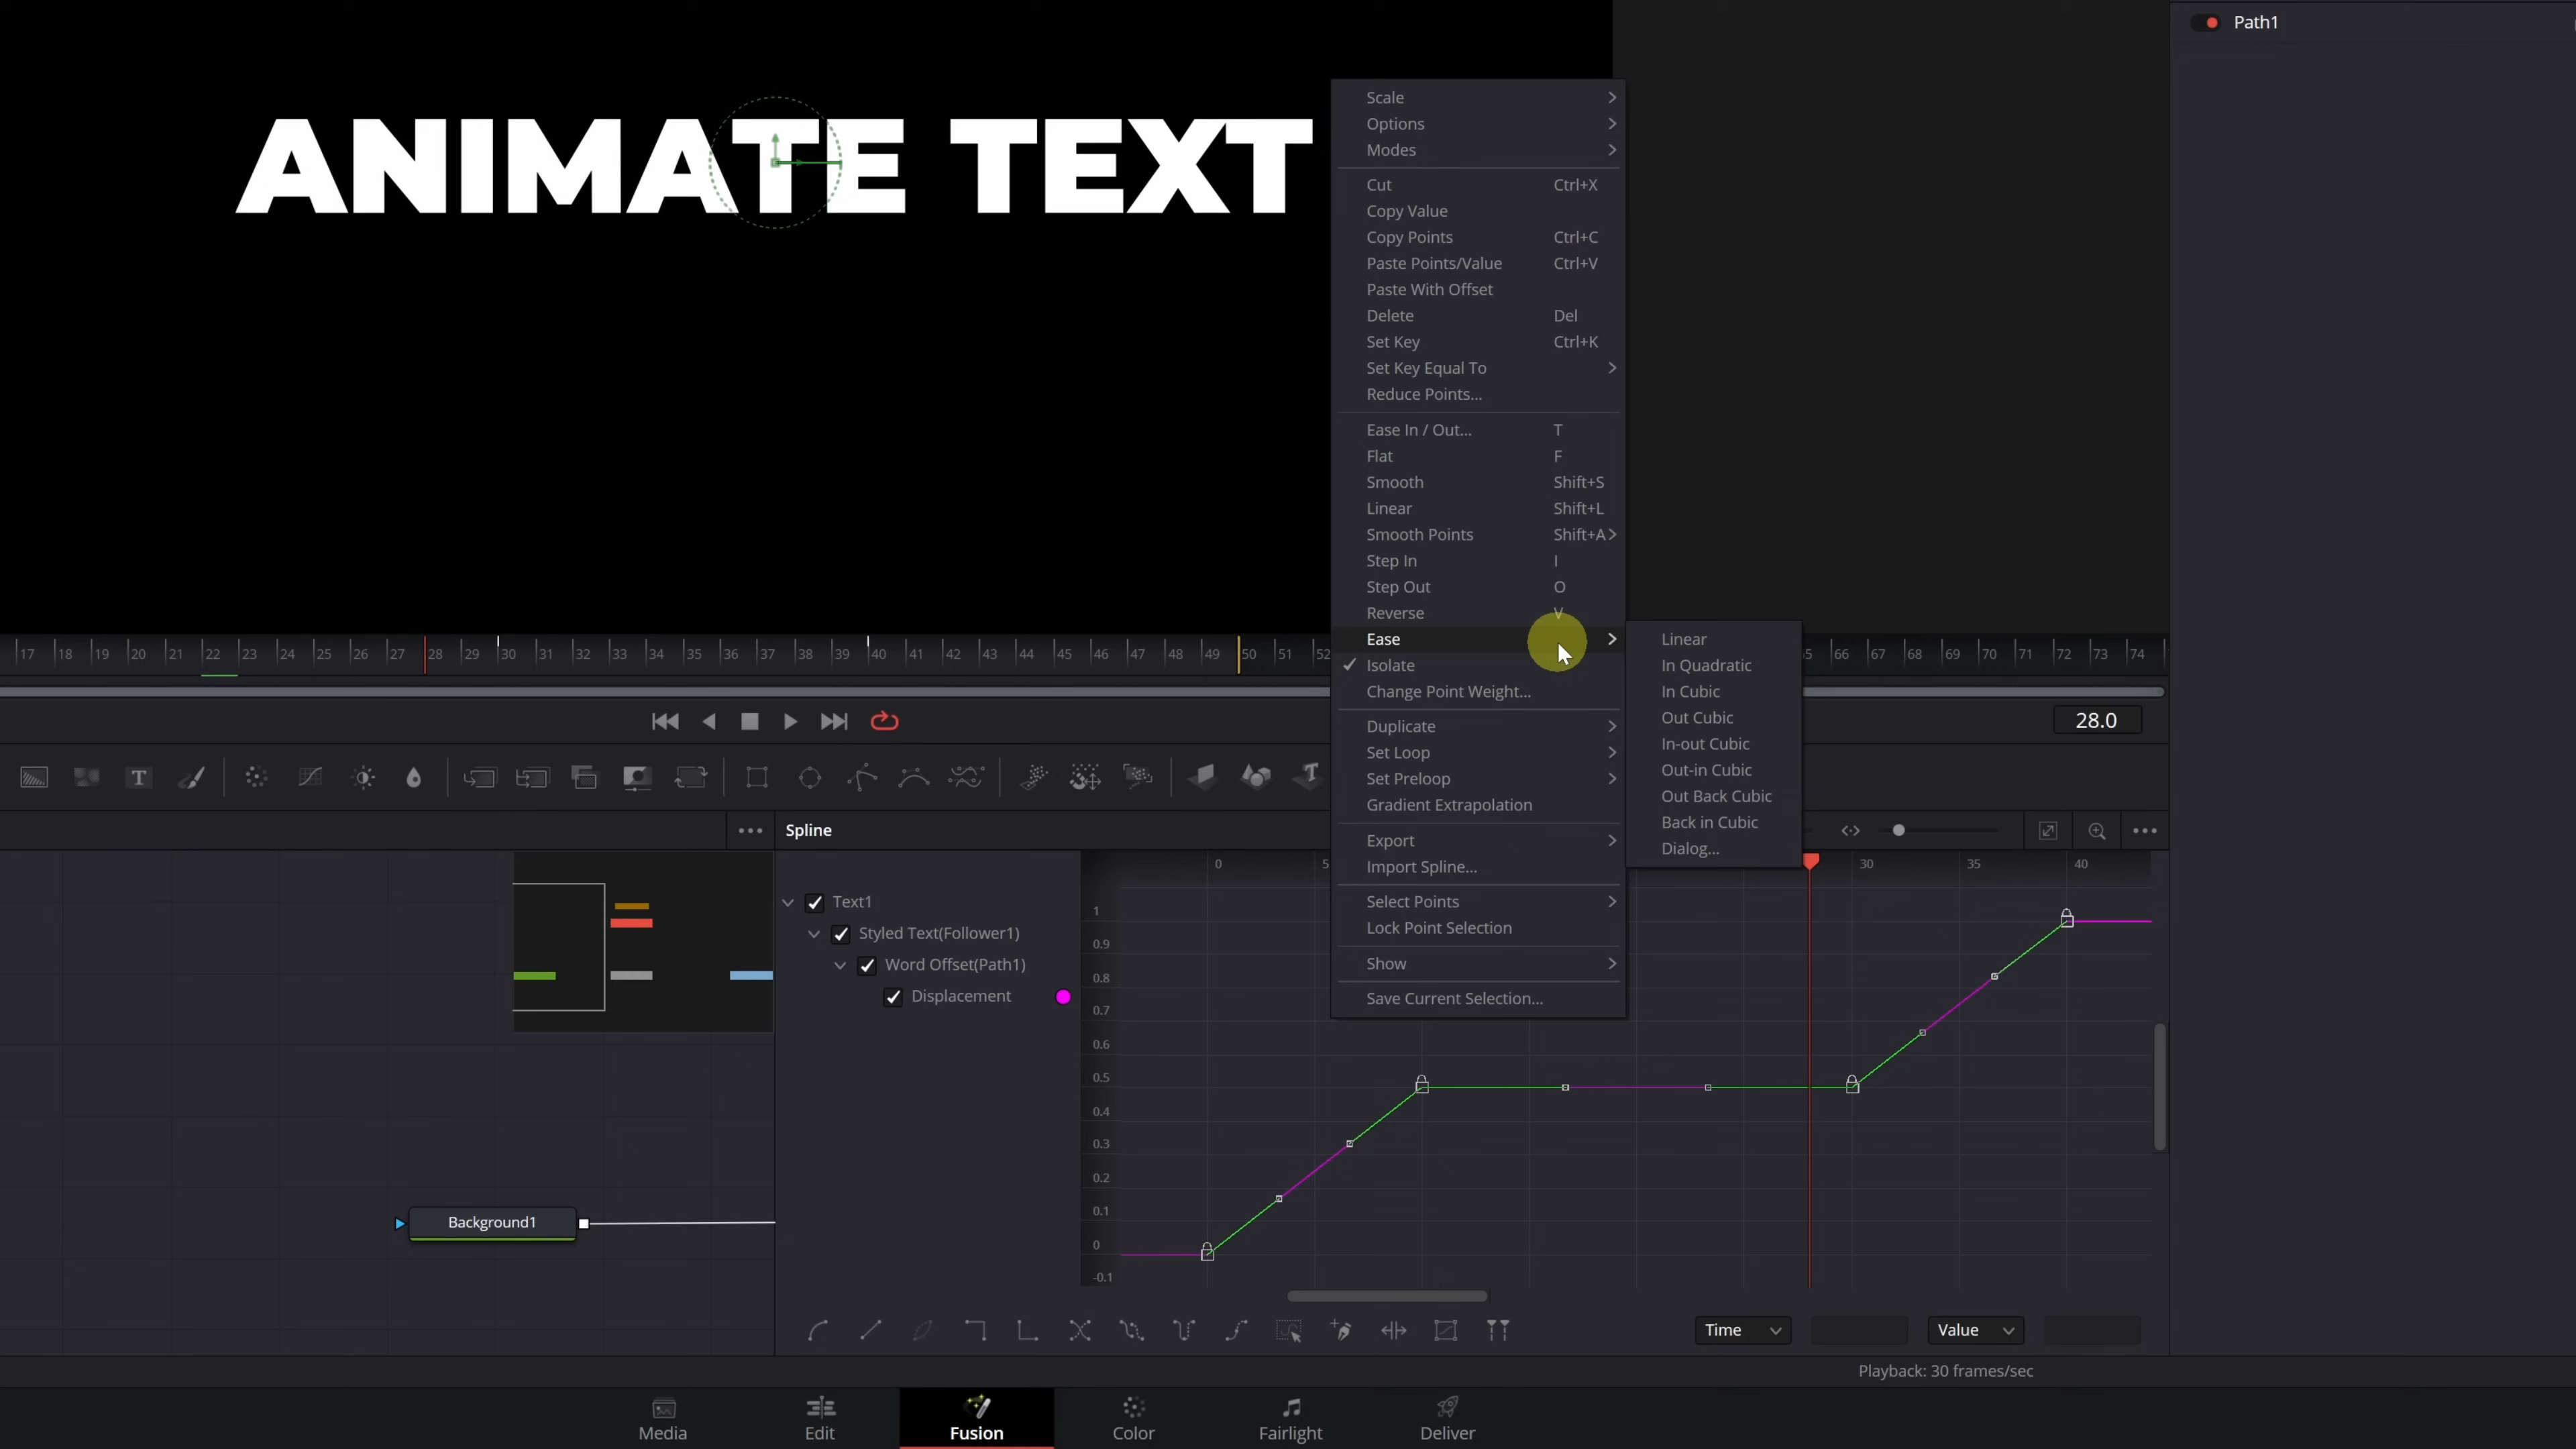 Path1
ANIMATE TEXT
Scale
Options
Modes
Cut Ctrl+X
Copy Value
Copy Points Ctrl+C
Paste Points/Value Ctrl+V
Paste With Offset
Delete Del
Set Key Ctrl+K
Set Key Equal To
Reduce Points...
Ease In / Out... T
Flat F
Smooth Shift+S
Linear Shift+L
Smooth Points Shift+A
Step In I
Step Out O
Reverse V
Ease
Isolate
Change Point Weight...
Duplicate
Set Loop
Set Preloop
Gradient Extrapolation
Export
Import Spline...
Select Points
Lock Point Selection
Show
Save Current Selection...
Linear
In Quadratic
In Cubic
Out Cubic
In-out Cubic
Out-in Cubic
Out Back Cubic
Back in Cubic
Dialog...
17 18 19 20 21 22 23 24 25 26 27 28 29 30 31 32 33 34 35 36 37 38 39 40 41 42 43 44 45 46 47 48 49 50 51 52 66 67 68 69 70 71 72 73 74
28.0
T
Spline
0 5 30 35 40
Text1
Styled Text(Follower1)
Word Offset(Path1)
Displacement
1
0.9
0.8
0.7
0.6
0.5
0.4
0.3
0.2
0.1
0
-0.1
Background1
Time
Value
Playback: 30 frames/sec
Media
Edit
Fusion
Color
Fairlight
Deliver